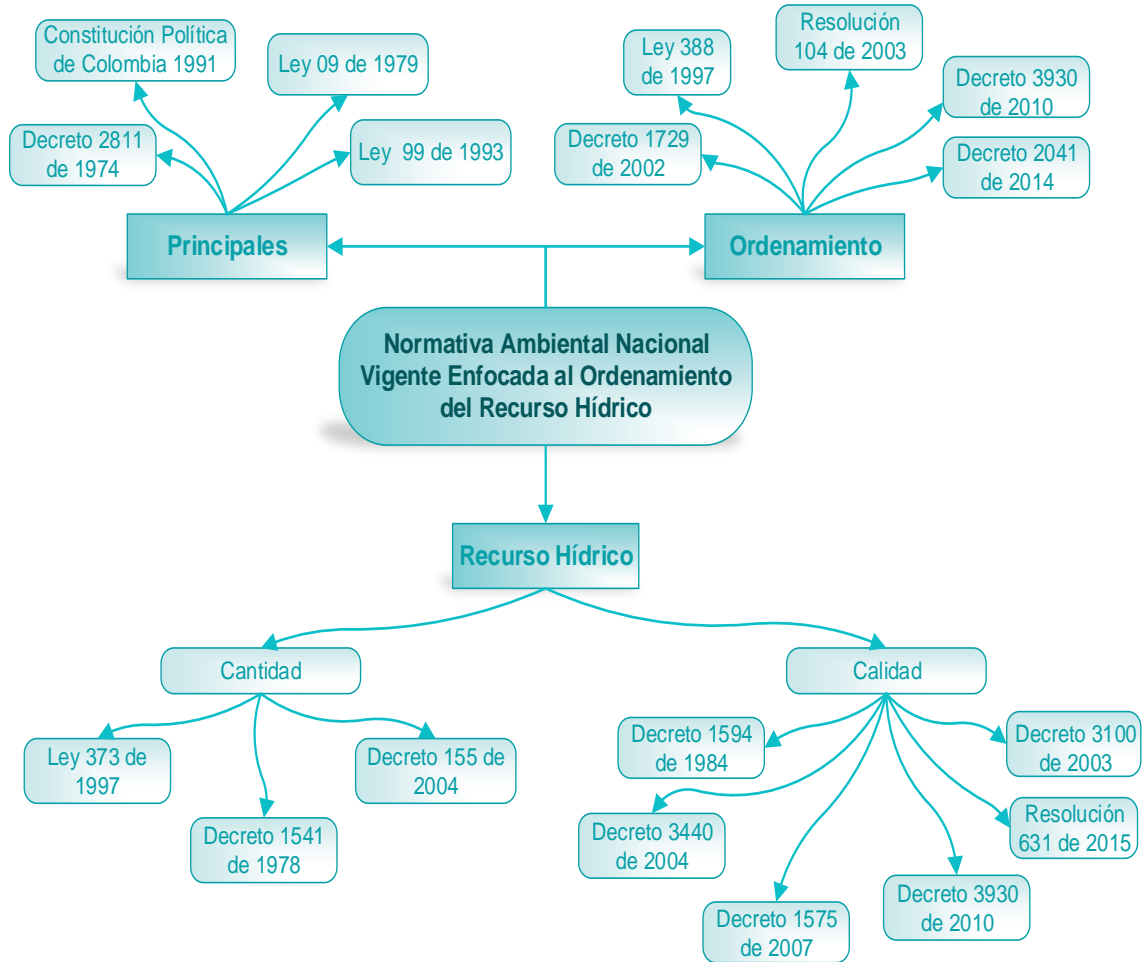 Constitución Política
de Colombia 1991
Ley 09 de 1979
Decreto 2811
de 1974
Ley 99 de 1993
Principales
Ley 388
de 1997
Resolución
104 de 2003
Decreto 3930
de 2010
Decreto 1729
de 2002
Decreto 2041
de 2014
Ordenamiento
Normativa Ambiental Nacional
Vigente Enfocada al Ordenamiento
del Recurso Hídrico
Recurso Hídrico
Cantidad
Ley 373 de
1997
Decreto 155 de
2004
Decreto 1541
de 1978
Calidad
Decreto 1594
de 1984
Decreto 3100
de 2003
Decreto 3440
de 2004
Resolución
631 de 2015
Decreto 1575
de 2007
Decreto 3930
de 2010